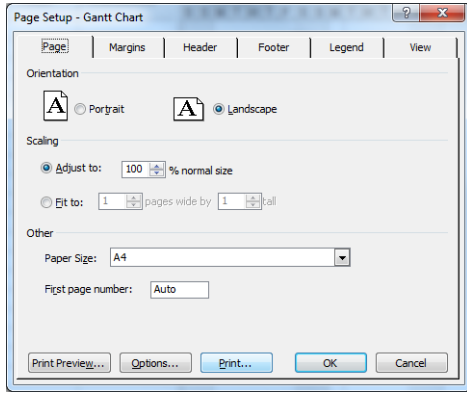 Page Setup - Gantt Chart
Page Margins Header Footer Legend View
Orientation
A Portrait A Landscape
Scaling
Adjust to: 100 % normal size
Fit to: 1 pages wide by 1 tall
Other
Paper Size: A4
First page number: Auto
Print Preview... Options... Print... OK Cancel